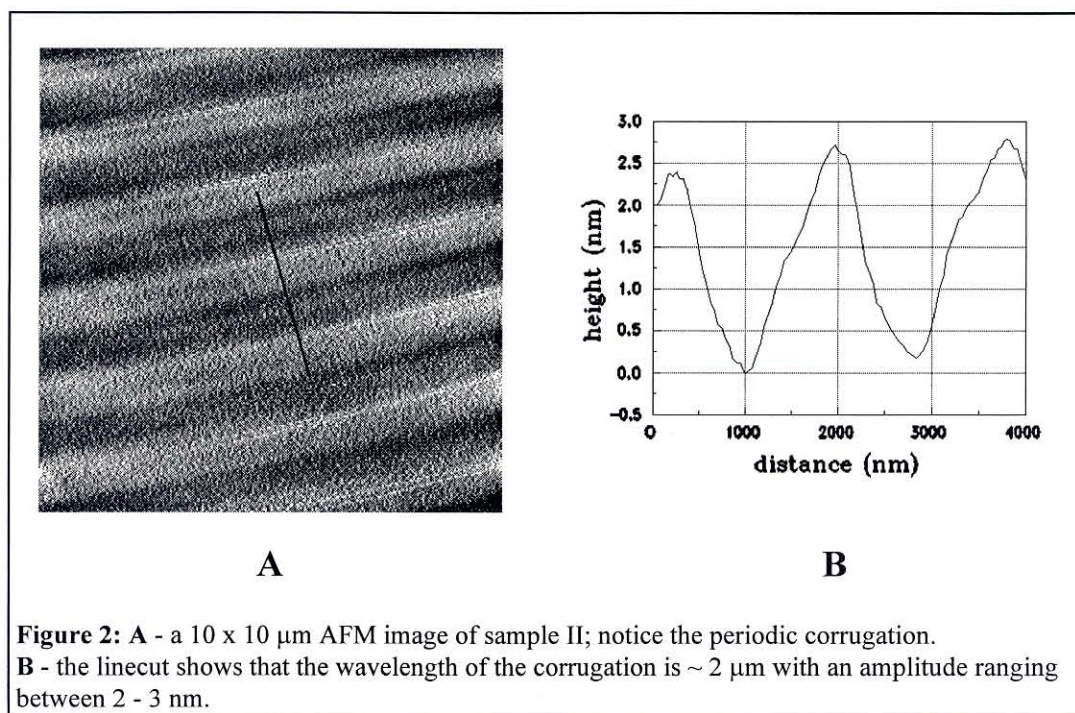 height (nm)
3.0
2.5
2.0
1.5
1.0
0.5
0.0
-0.5
0 1000 2000 3000 4000
distance (nm)
A B
Figure 2: A - a 10 x 10 μm AFM image of sample II; notice the periodic corrugation.
B - the linecut shows that the wavelength of the corrugation is ~ 2 μm with an amplitude ranging
between 2 - 3 nm.